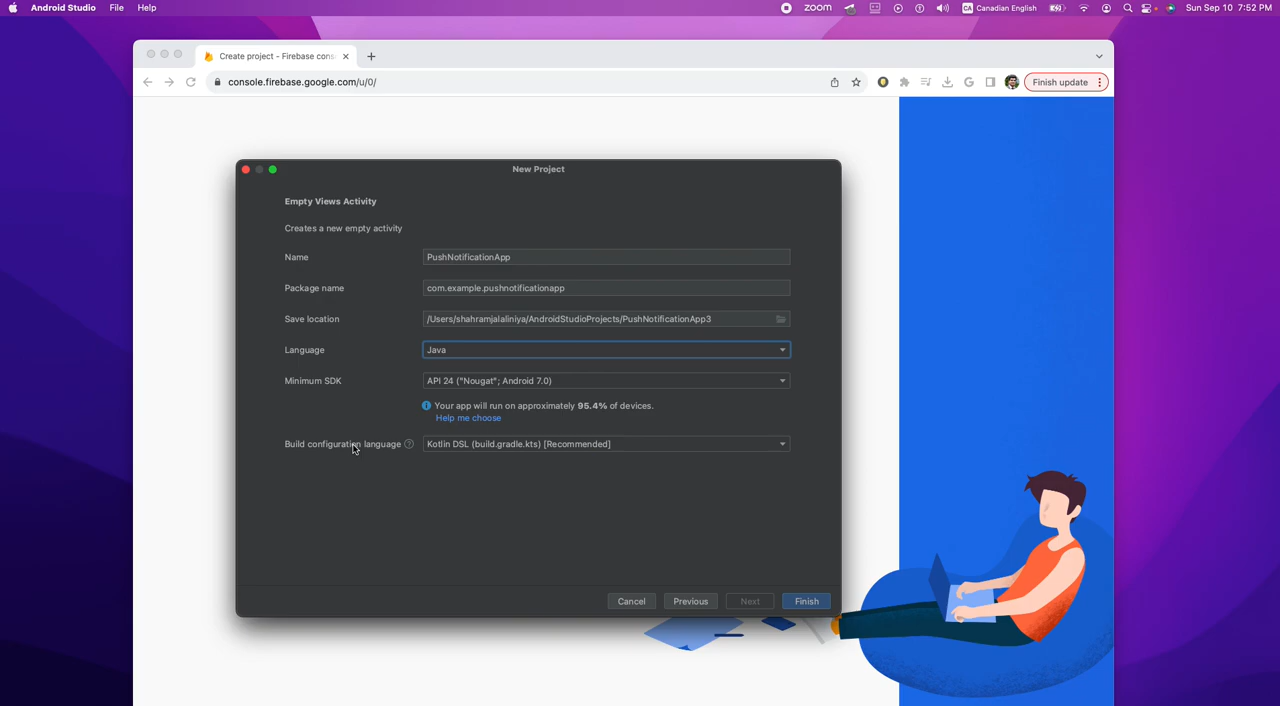 Android Studio File Help
zoom Canadian English Sun Sep 10 7:52 PM
Create project - Firebase cons
console.firebase.google.com/u/0/
Finish update
New Project
Empty Views Activity
Creates a new empty activity
Name PushNotificationApp
Package name com.example.pushnotificationapp
Save location /Users/shahramjalaliniya/AndroidStudioProjects/PushNotificationApp3
Language Java
Minimum SDK API 24 ("Nougat"; Android 7.0)
Your app will run on approximately 95.4% of devices.
Help me choose
Build configuration language ? Kotlin DSL (build.gradle.kts) [Recommended]
Cancel Previous Next Finish